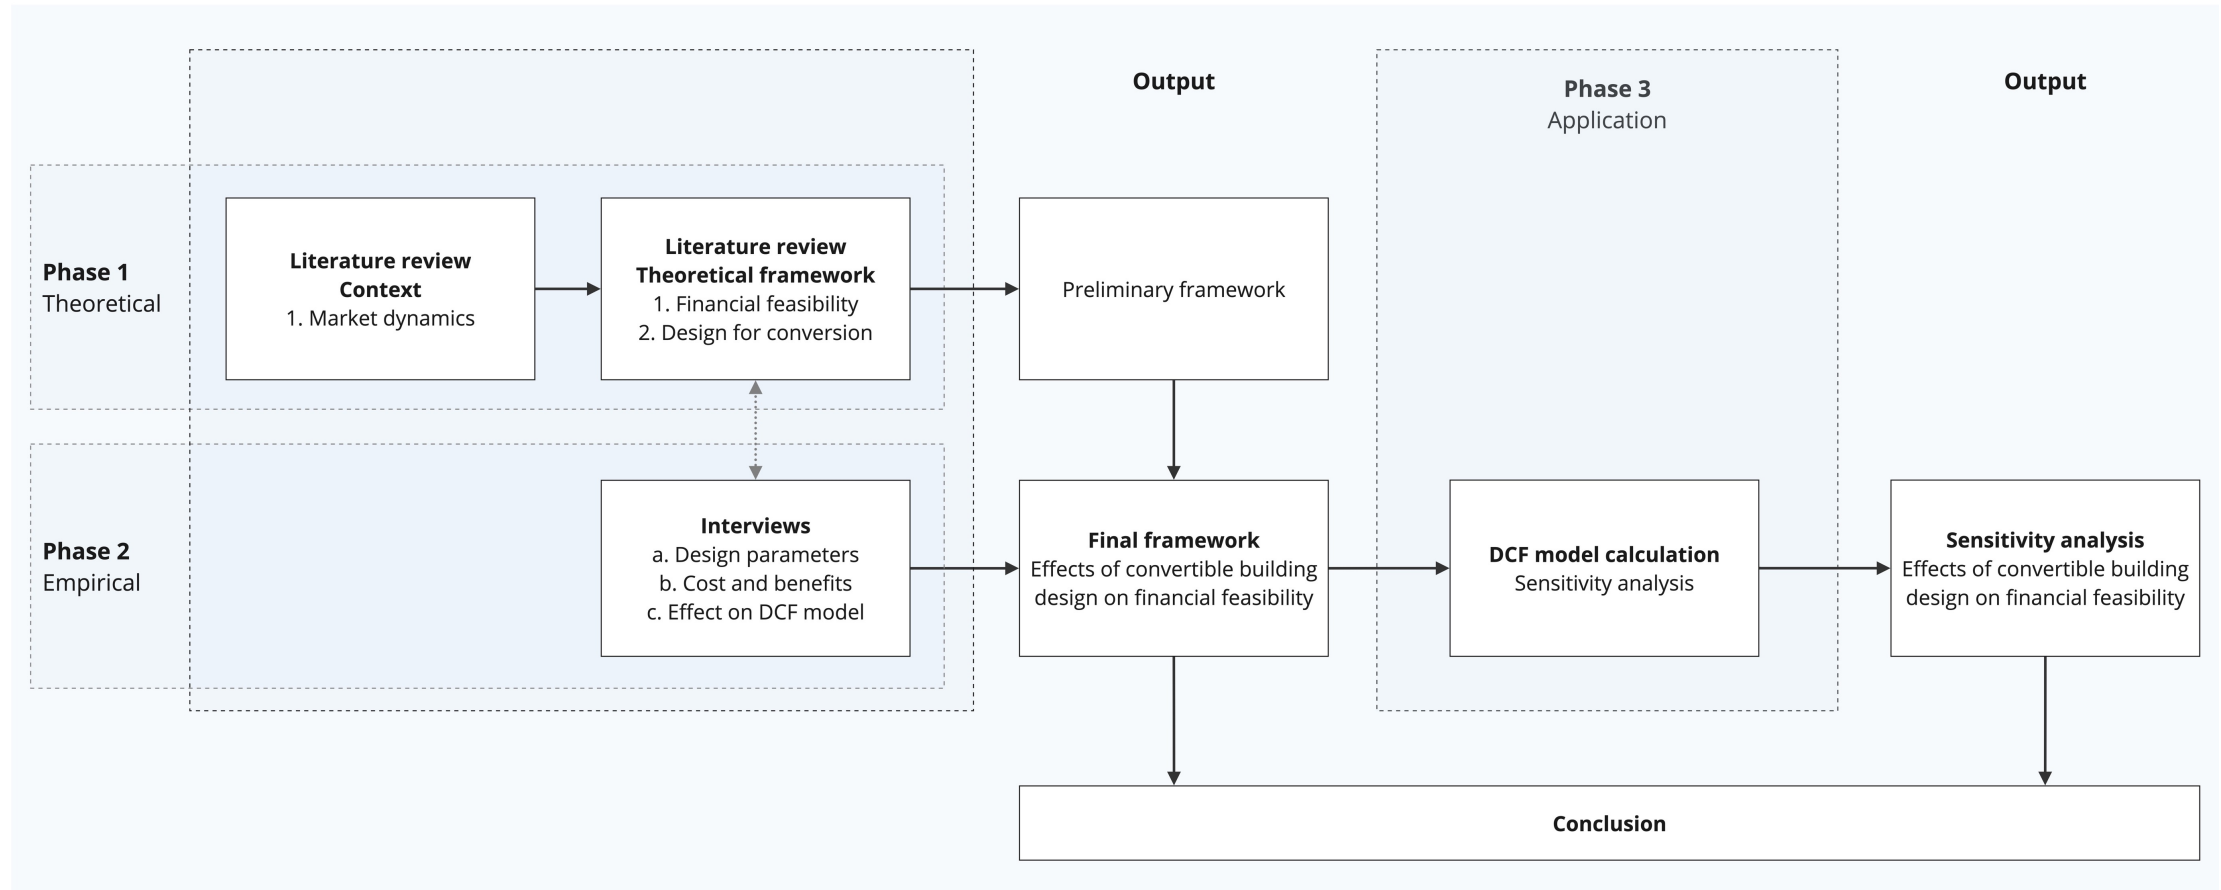 Output
Phase 3
Application
Output
Phase 1
Theoretical
Literature review
Context
1. Market dynamics
Literature review
Theoretical framework
1. Financial feasibility
2. Design for conversion
Preliminary framework
Phase 2
Empirical
Interviews
a. Design parameters
b. Cost and benefits
c. Effect on DCF model
Final framework
Effects of convertible building
design on financial feasibility
DCF model calculation
Sensitivity analysis
Sensitivity analysis
Effects of convertible building
design on financial feasibility
Conclusion